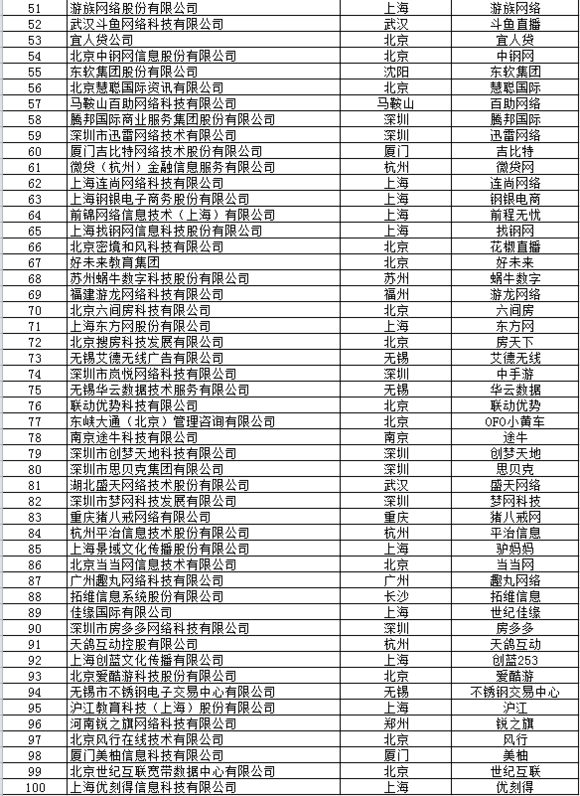 51 游族网络股份有限公司 上海 游族网络
52 武汉斗鱼网络科技有限公司 武汉 斗鱼直播
53 宜人贷公司 北京 宜人贷
54 北京中钢网信息股份有限公司 北京 中钢网
55 东软集团股份有限公司 沈阳 东软集团
56 北京慧聪国际资讯有限公司 北京 慧聪国际
57 马鞍山百助网络科技有限公司 马鞍山 百助网络
58 腾邦国际商业服务集团股份有限公司 深圳 腾邦国际
59 深圳市迅雷网络技术有限公司 深圳 迅雷网络
60 厦门吉比特网络技术股份有限公司 厦门 吉比特
61 微贷（杭州）金融信息服务有限公司 杭州 微贷网
62 上海连尚网络科技有限公司 上海 连尚网络
63 上海钢银电子商务股份有限公司 上海 钢银电商
64 前锦网络信息技术（上海）有限公司 上海 前程无忧
65 上海找钢网信息科技股份有限公司 上海 找钢网
66 北京密境和风科技有限公司 北京 花椒直播
67 好未来教育集团 北京 好未来
68 苏州蜗牛数字科技股份有限公司 苏州 蜗牛数字
69 福建游龙网络科技有限公司 福州 游龙网络
70 北京六间房科技有限公司 北京 六间房
71 上海东方网股份有限公司 上海 东方网
72 北京搜房科技发展有限公司 北京 房天下
73 无锡艾德无线广告有限公司 无锡 艾德无线
74 深圳市岚悦网络科技有限公司 深圳 中手游
75 无锡华云数据技术服务有限公司 无锡 华云数据
76 联动优势科技有限公司 北京 联动优势
77 东峡大通（北京）管理咨询有限公司 北京 OFO小黄车
78 南京途牛科技有限公司 南京 途牛
79 深圳市创梦天地科技有限公司 深圳 创梦天地
80 深圳市思贝克集团有限公司 深圳 思贝克
81 湖北盛天网络技术股份有限公司 武汉 盛天网络
82 深圳市梦网科技发展有限公司 深圳 梦网科技
83 重庆猪八戒网络有限公司 重庆 猪八戒网
84 杭州平治信息技术股份有限公司 杭州 平治信息
85 上海景域文化传播股份有限公司 上海 驴妈妈
86 北京当当网信息技术有限公司 北京 当当网
87 广州趣丸网络科技有限公司 广州 趣丸网络
88 拓维信息系统股份有限公司 长沙 拓维信息
89 佳缘国际有限公司 上海 世纪佳缘
90 深圳市房多多网络科技有限公司 深圳 房多多
91 天鸽互动控股有限公司 杭州 天鸽互动
92 上海创蓝文化传播有限公司 上海 创蓝253
93 北京爱酷游科技股份有限公司 北京 爱酷游
94 无锡市不锈钢电子交易中心有限公司 无锡 不锈钢交易中心
95 沪江教育科技（上海）股份有限公司 上海 沪江
96 河南锐之旗网络科技有限公司 郑州 锐之旗
97 北京风行在线技术有限公司 北京 风行
98 厦门美柚信息科技有限公司 厦门 美柚
99 北京世纪互联宽带数据中心有限公司 北京 世纪互联
100 上海优刻得信息科技有限公司 上海 优刻得